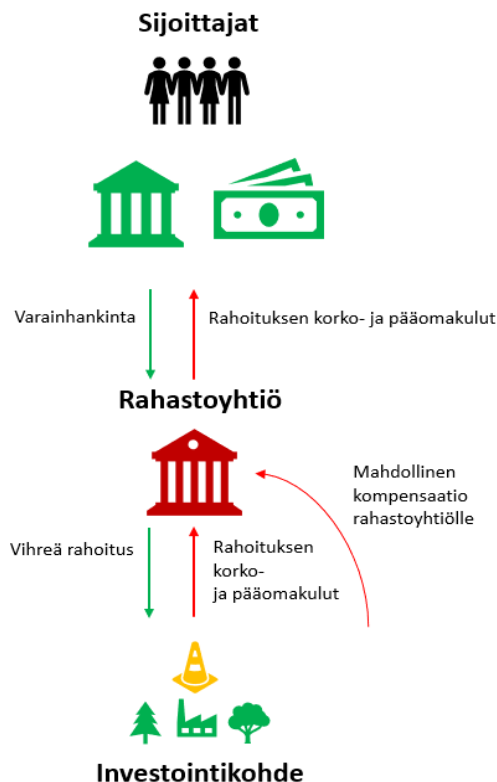 Sijoittajat
Varainhankinta
Rahoituksen korko- ja pääomakulut
Rahastoyhtiö
Mahdollinen
kompensaatio
rahastoyhtiölle
Vihreä rahoitus
Rahoituksen
korko-
ja pääomakulut
Investointikohde